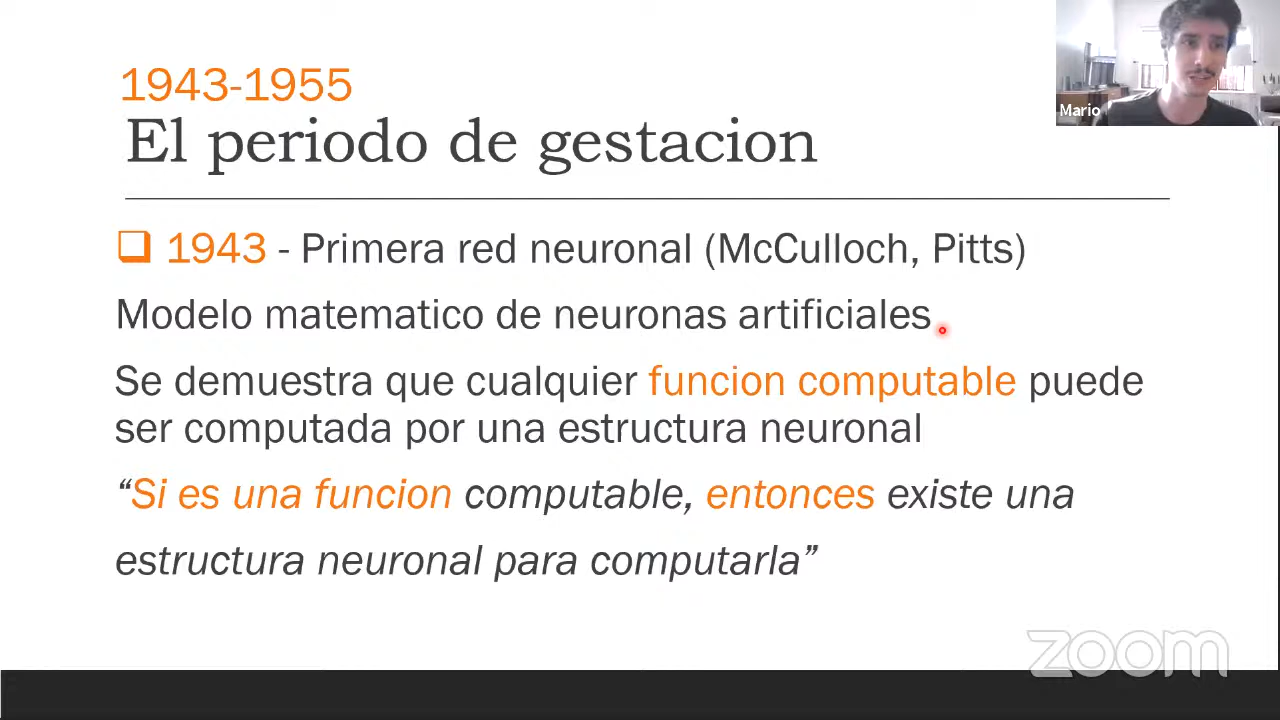 1943-1955
El periodo de gestacion
Mario
1943 - Primera red neuronal (McCulloch, Pitts)
Modelo matematico de neuronas artificiales
Se demuestra que cualquier funcion computable puede
ser computada por una estructura neuronal
“Si es una funcion computable, entonces existe una
estructura neuronal para computarla”
zoom